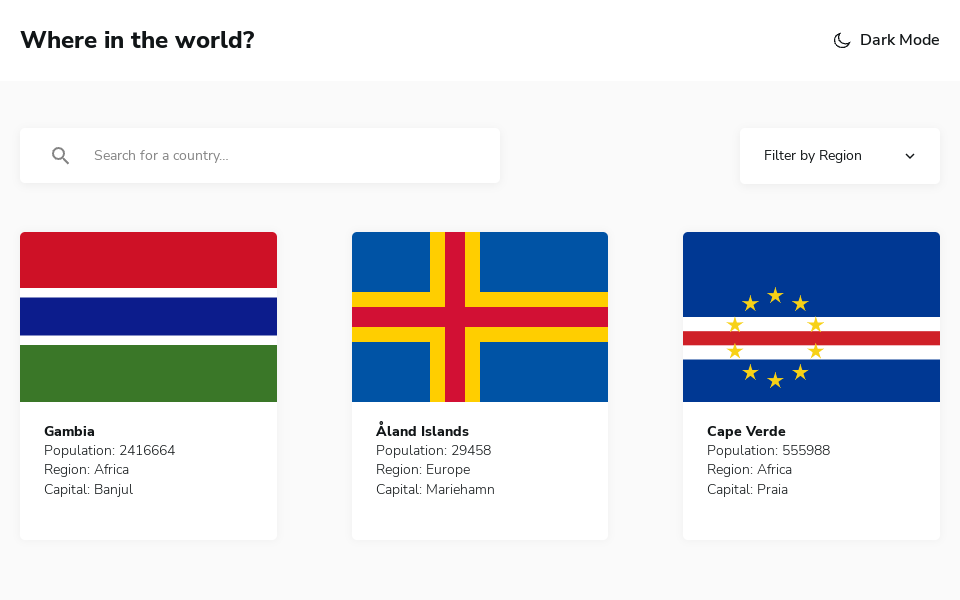 Where in the world?
Dark Mode
Search for a country...
Filter by Region
Gambia
Population: 2416664
Region: Africa
Capital: Banjul
Åland Islands
Population: 29458
Region: Europe
Capital: Mariehamn
Cape Verde
Population: 555988
Region: Africa
Capital: Praia